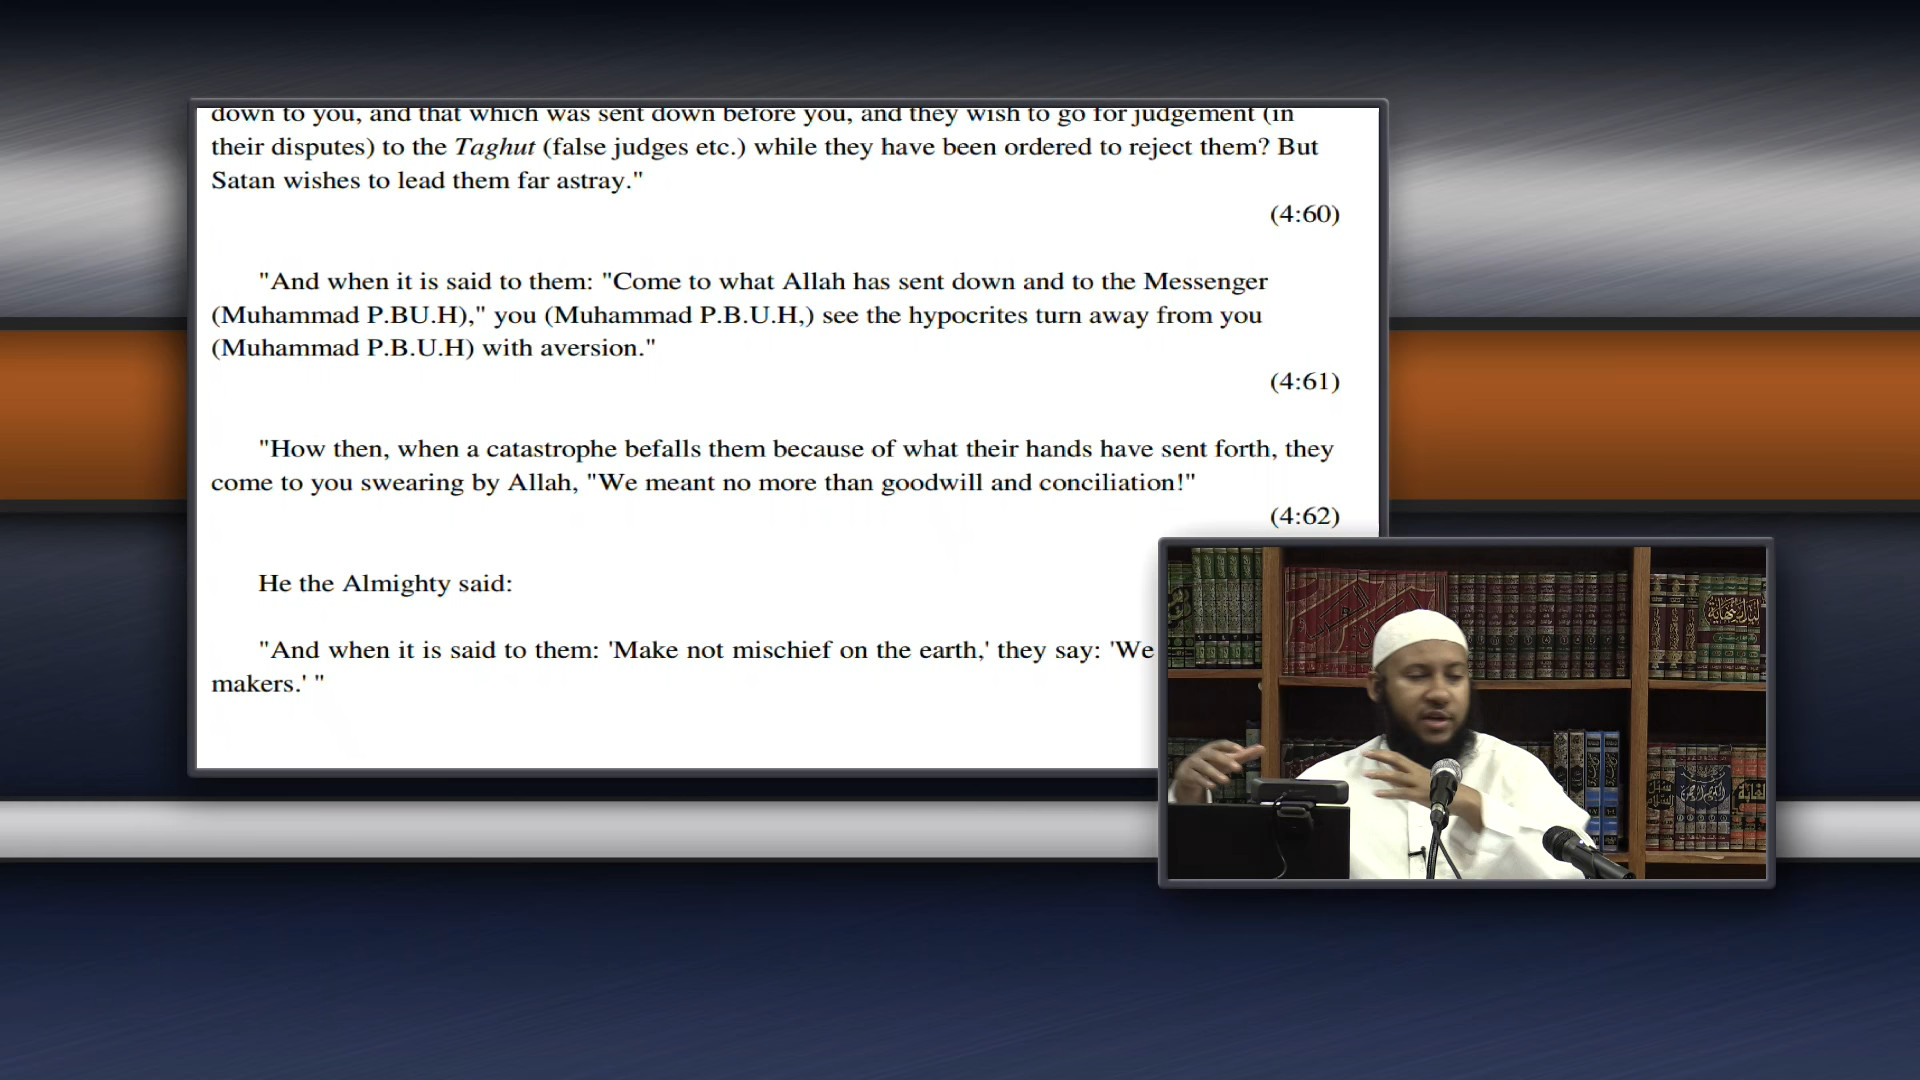 down to you, and that which was sent down before you, and they wish to go for judgement (in
their disputes) to the Taghut (false judges etc.) while they have been ordered to reject them? But
Satan wishes to lead them far astray."
(4:60)
"And when it is said to them: "Come to what Allah has sent down and to the Messenger
(Muhammad P.BU.H)," you (Muhammad P.B.U.H,) see the hypocrites turn away from you
(Muhammad P.B.U.H) with aversion."
(4:61)
"How then, when a catastrophe befalls them because of what their hands have sent forth, they
come to you swearing by Allah, "We meant no more than goodwill and conciliation!"
(4:62)
He the Almighty said:
"And when it is said to them: 'Make not mischief on the earth,' they say: 'We
makers.' "